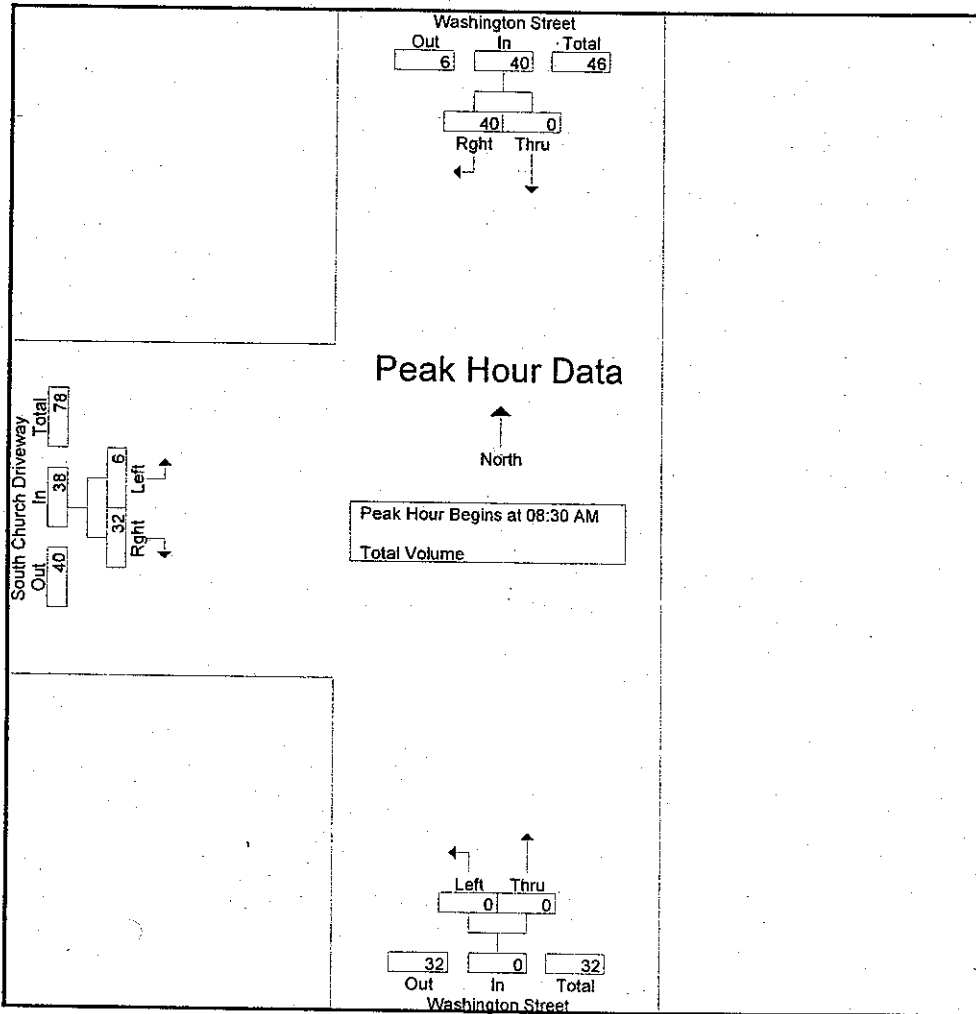 Washington Street
Out In Total
6 40 46
40 0
Rght Thru
Peak Hour Data
North
Peak Hour Begins at 08:30 AM
Total Volume
South Church Driveway
Out In Total
40 38 78
32 6
Rght Left
Left Thru
0 0
32 0 32
Out In Total
Washington Street